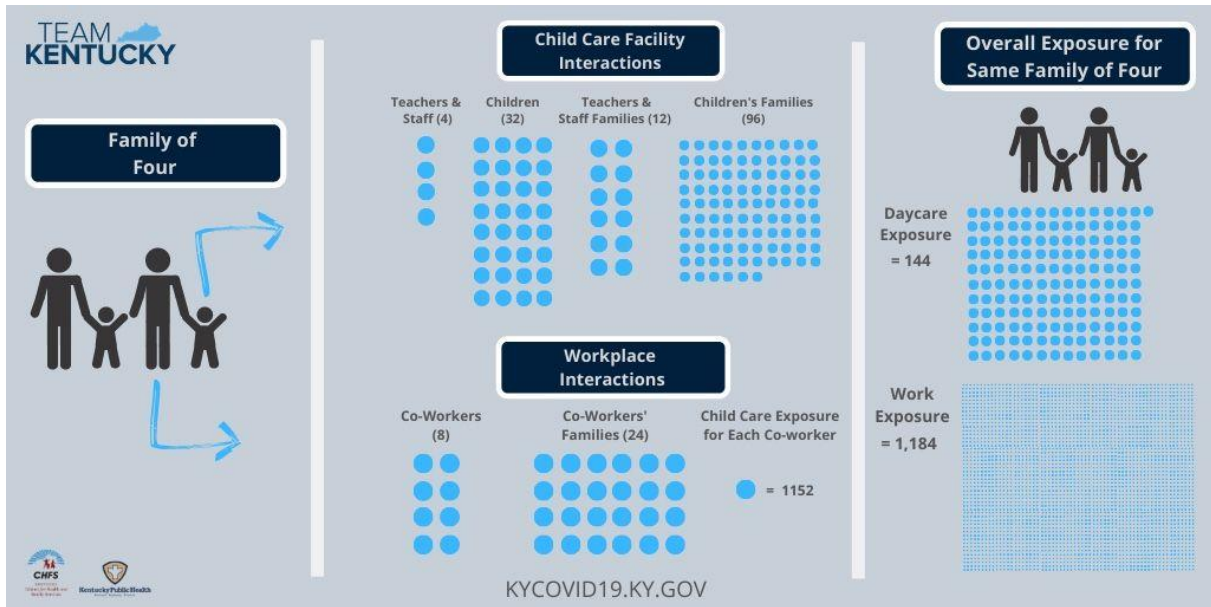 TEAM
KENTUCKY
Family of
Four
CHFS
Kentucky Public Health
Child Care Facility
Interactions
Teachers &
Staff (4)
Children
(32)
Teachers &
Staff Families (12)
Children's Families
(96)
Workplace
Interactions
Co-Workers
(8)
Co-Workers'
Families (24)
Child Care Exposure
for Each Co-worker
= 1152
KYCOVID19.KY.GOV
Overall Exposure for
Same Family of Four
Daycare
Exposure
= 144
Work
Exposure
= 1,184